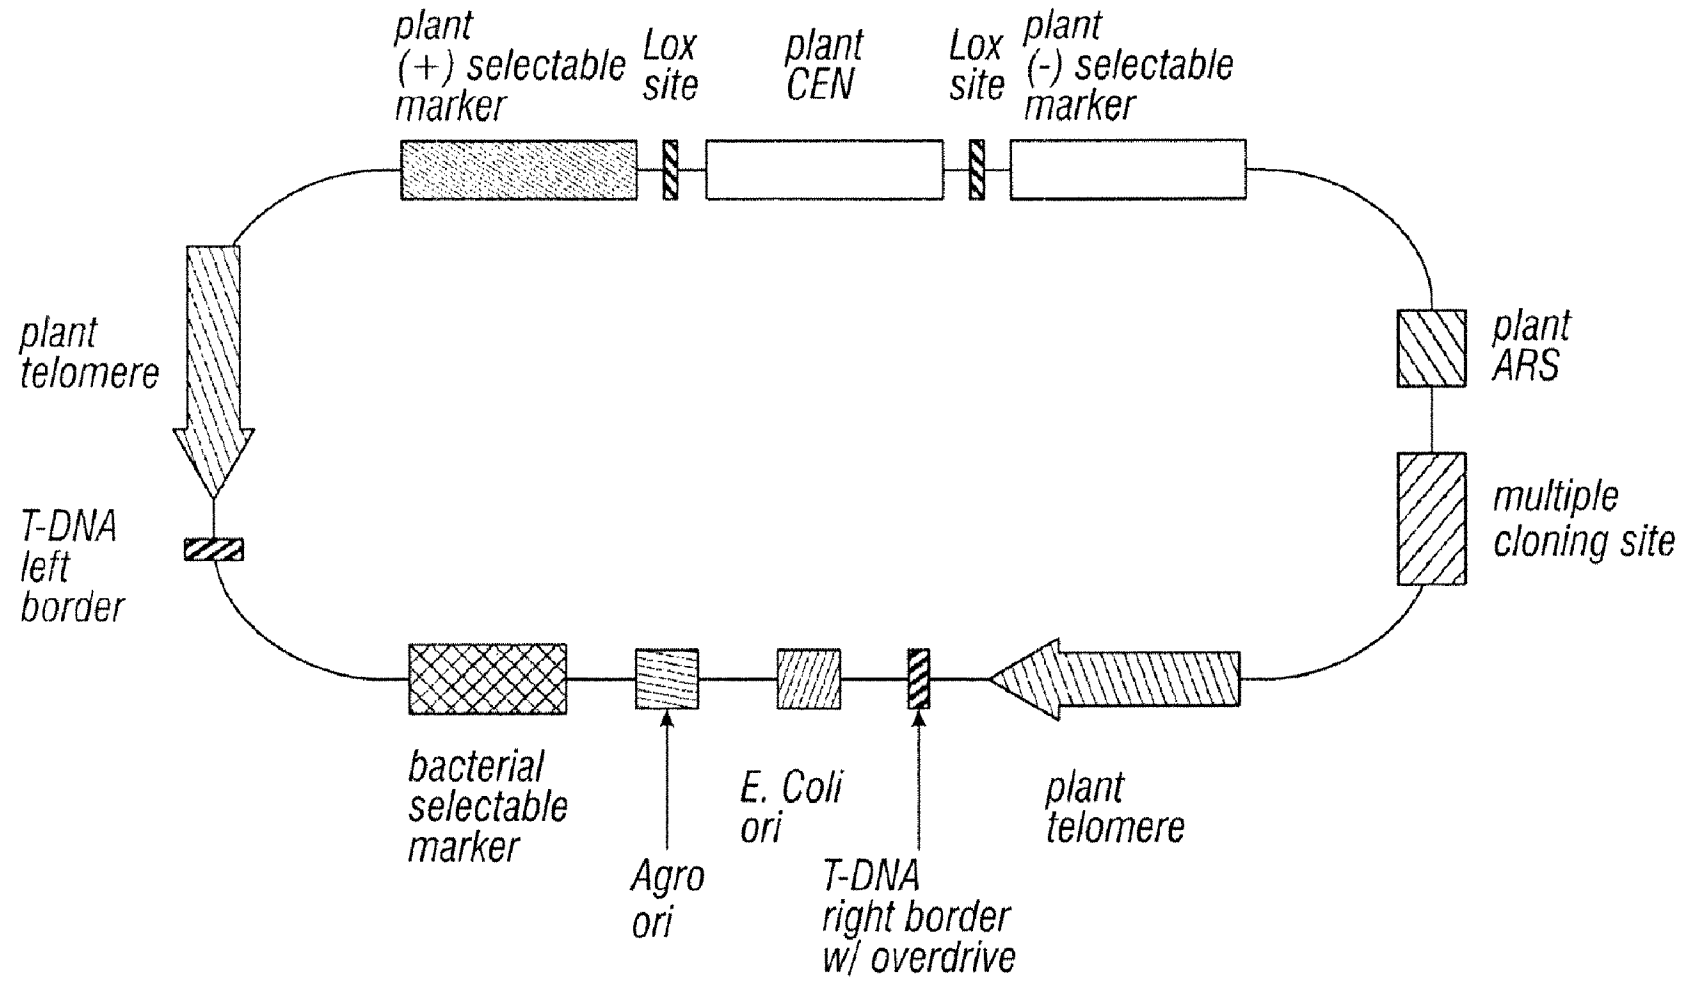 plant
(+) selectable
marker
Lox
site
plant
CEN
Lox
site
plant
(-) selectable
marker
plant
telomere
plant
ARS
T-DNA
left
border
multiple
cloning site
bacterial
selectable
marker
Agro
ori
E. Coli
ori
T-DNA
right border
w/ overdrive
plant
telomere